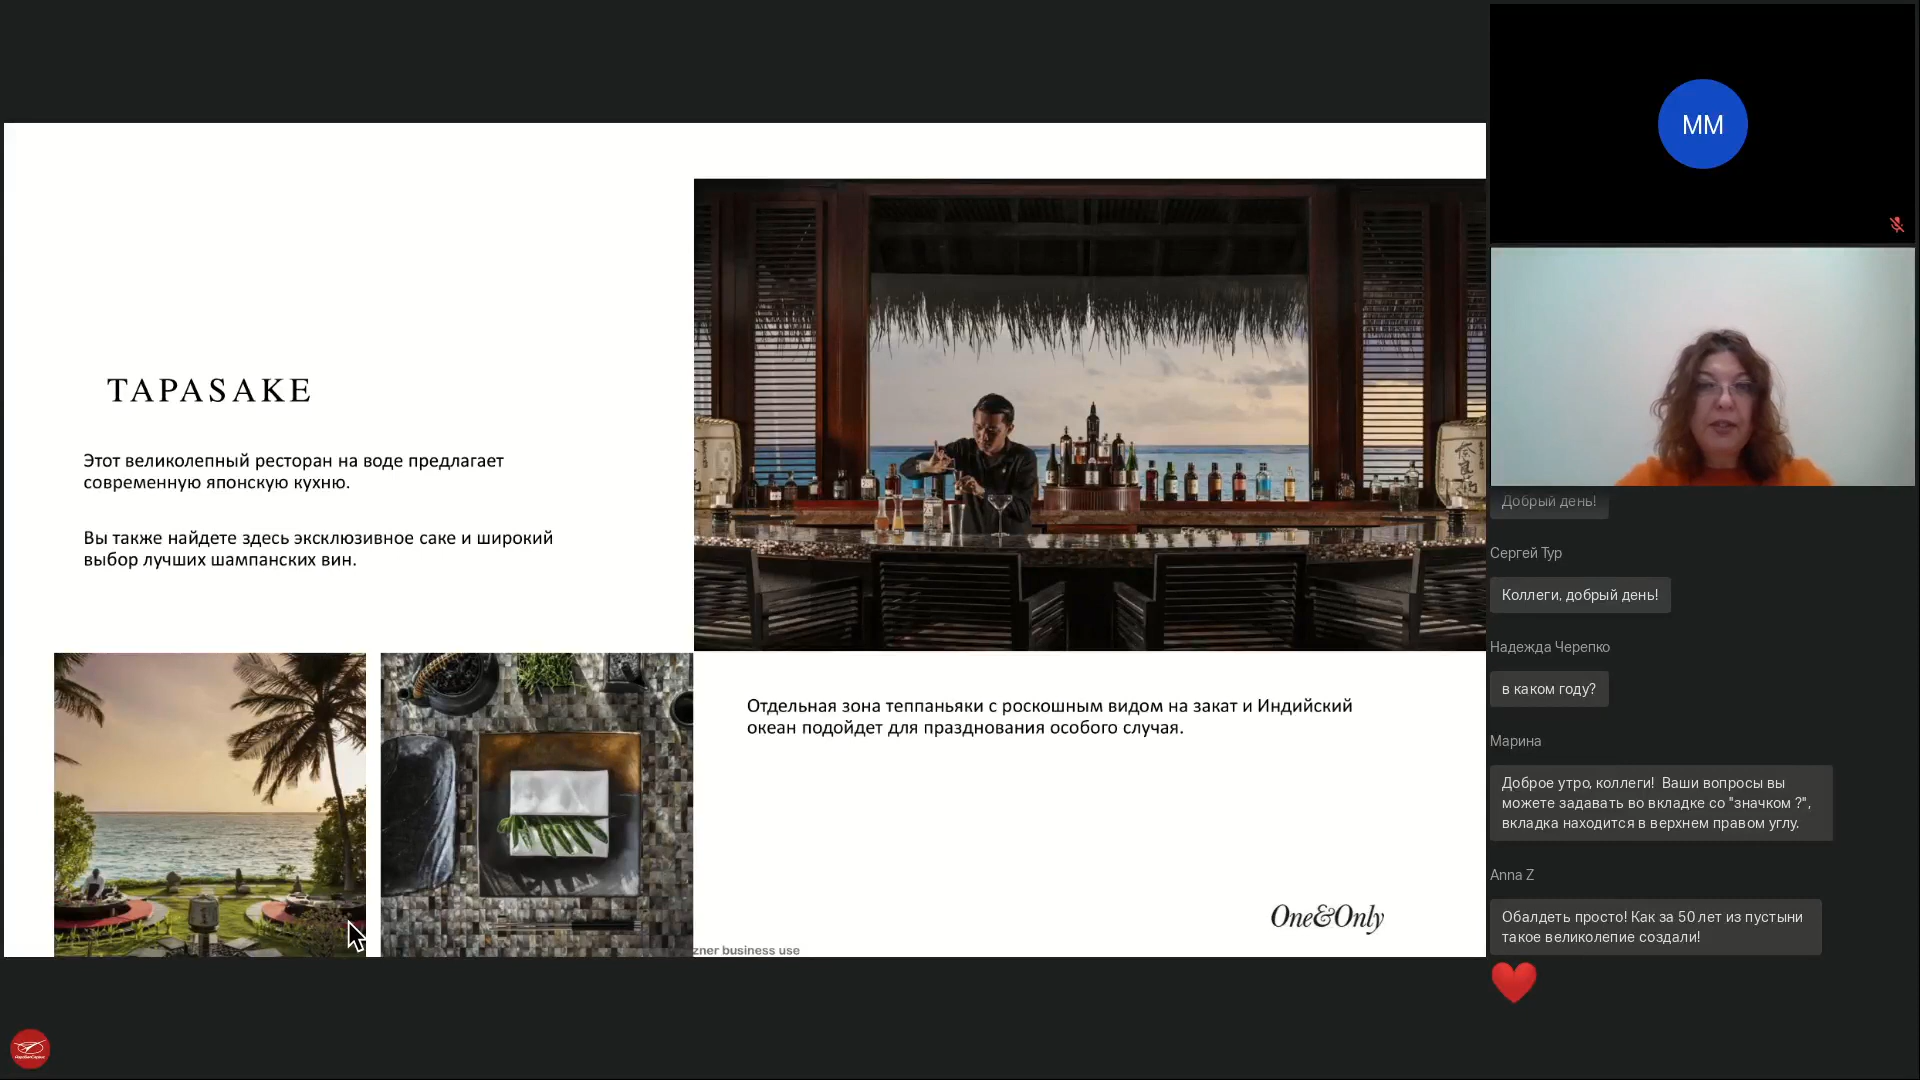 TAPASAKE
Этот великолепный ресторан на воде предлагает
современную японскую кухню.
Вы также найдете здесь эксклюзивное саке и широкий
выбор лучших шампанских вин.
Отдельная зона теппаньяки с роскошным видом на закат и Индийский
океан подойдет для празднования особого случая.
One&Only
zner business use
MM
Добрый день!
Сергей Тур
Коллеги, добрый день!
Надежда Черепко
в каком году?
Марина
Доброе утро, коллеги! Ваши вопросы вы
можете задавать во вкладке со "значком ?",
вкладка находится в верхнем правом углу.
Anna Z
Обалдеть просто! Как за 50 лет из пустыни
такое великолепие создали!